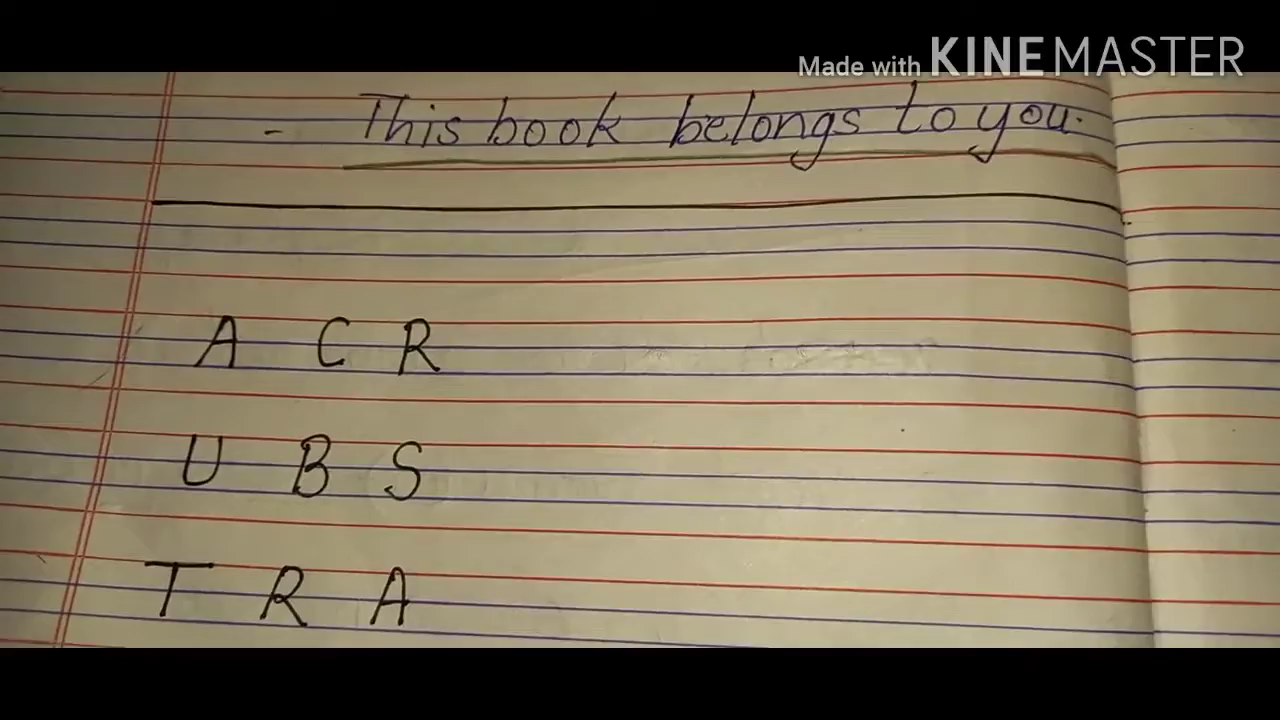 Made with KINEMASTER
- This book belongs to you.
A C R
U B S
T R A